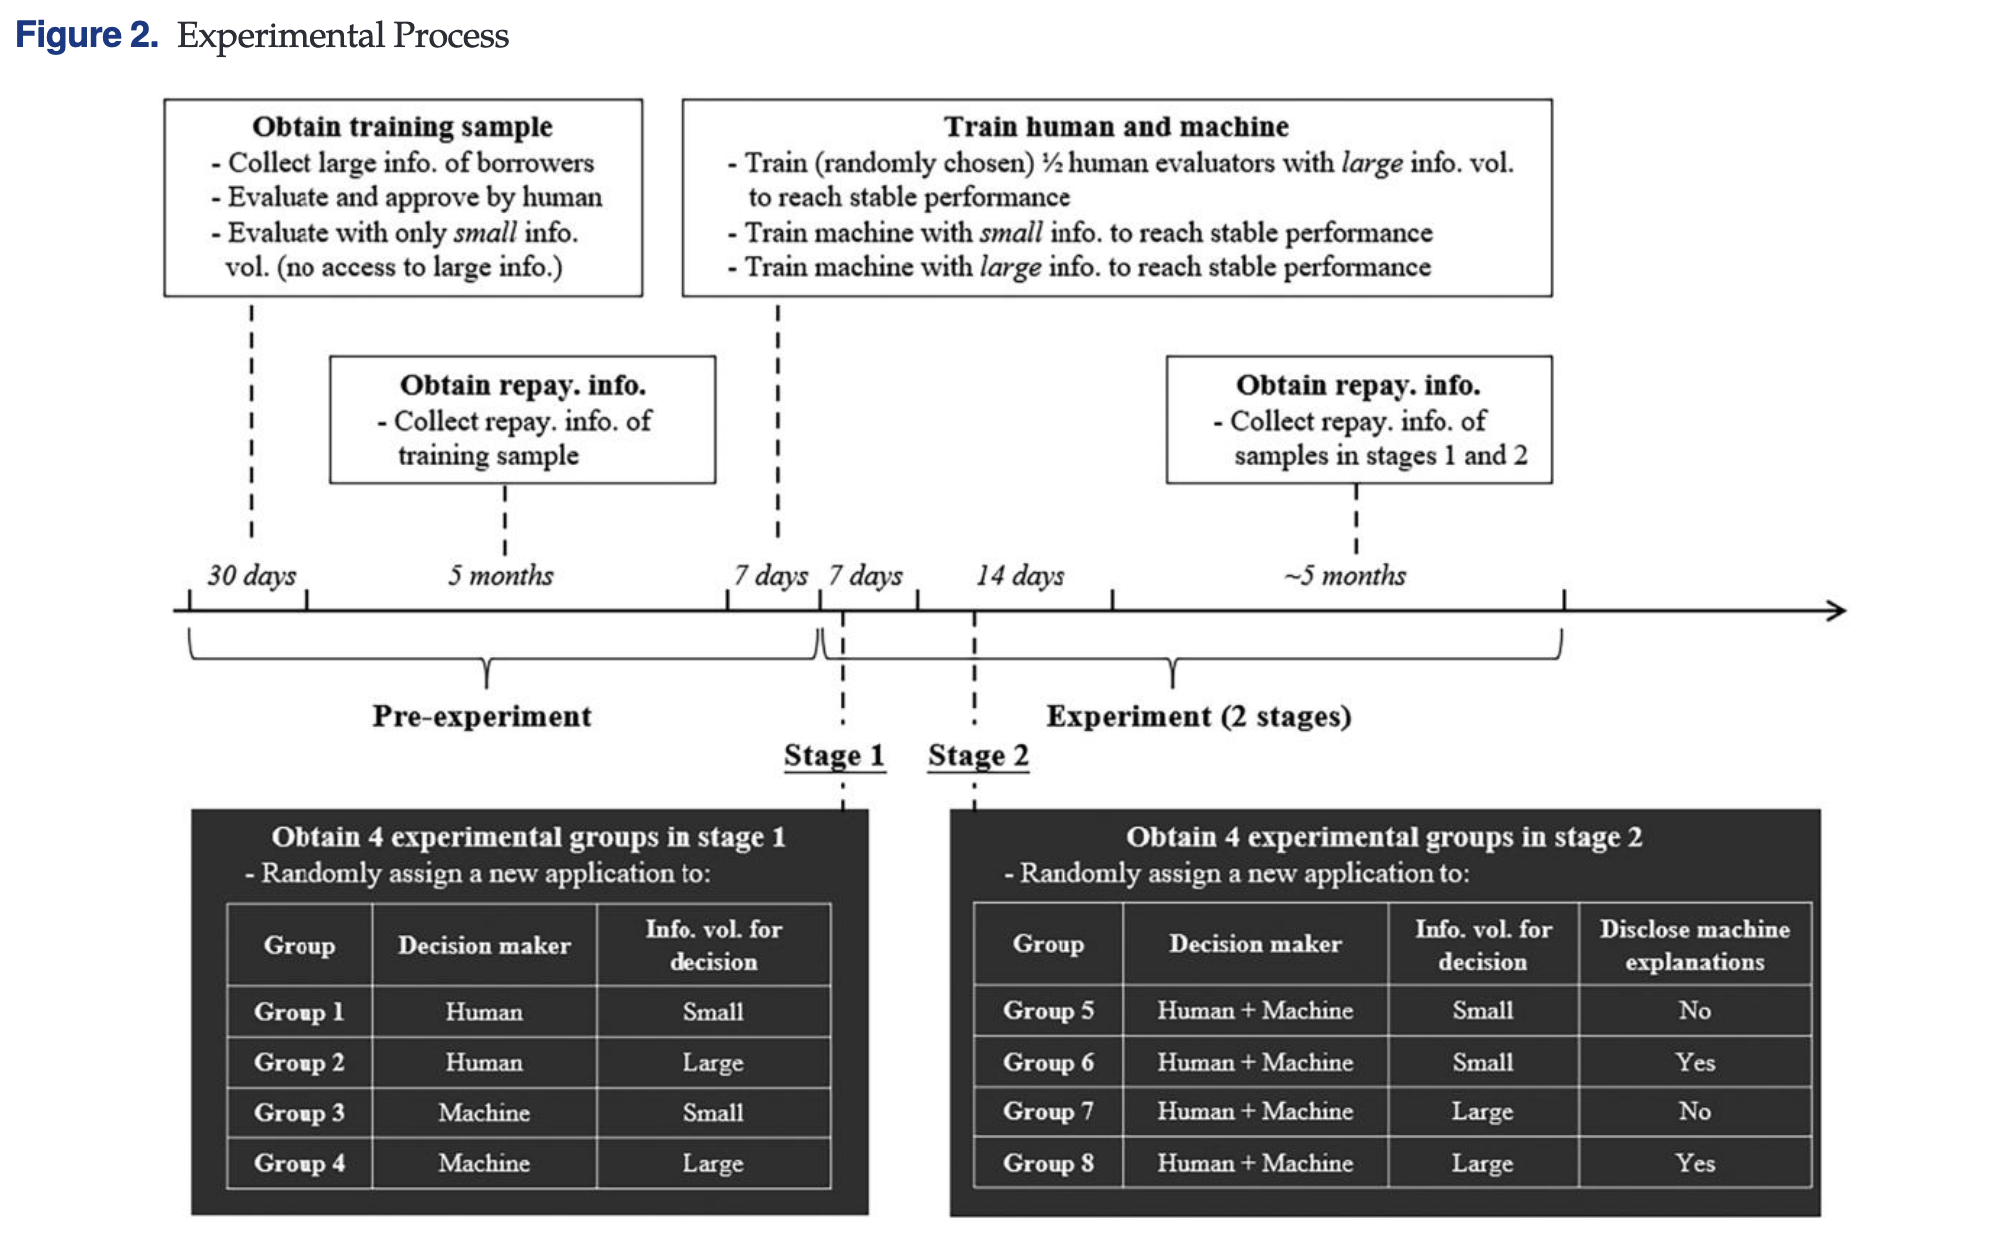 Figure 2. Experimental Process
Obtain training sample
- Collect large info. of borrowers
- Evaluate and approve by human
- Evaluate with only small info.
vol. (no access to large info.)
Train human and machine
- Train (randomly chosen) ½ human evaluators with large info. vol.
to reach stable performance
- Train machine with small info. to reach stable performance
- Train machine with large info. to reach stable performance
Obtain repay. info.
- Collect repay. info. of
training sample
Obtain repay. info.
- Collect repay. info. of
samples in stages 1 and 2
30 days 5 months 7 days 7 days 14 days ~5 months
Pre-experiment Experiment (2 stages)
Stage 1 Stage 2
Obtain 4 experimental groups in stage 1
- Randomly assign a new application to:
Group Decision maker Info. vol. for
decision
Group 1 Human Small
Group 2 Human Large
Group 3 Machine Small
Group 4 Machine Large
Obtain 4 experimental groups in stage 2
- Randomly assign a new application to:
Group Decision maker Info. vol. for
decision Disclose machine
explanations
Group 5 Human + Machine Small No
Group 6 Human + Machine Small Yes
Group 7 Human + Machine Large No
Group 8 Human + Machine Large Yes